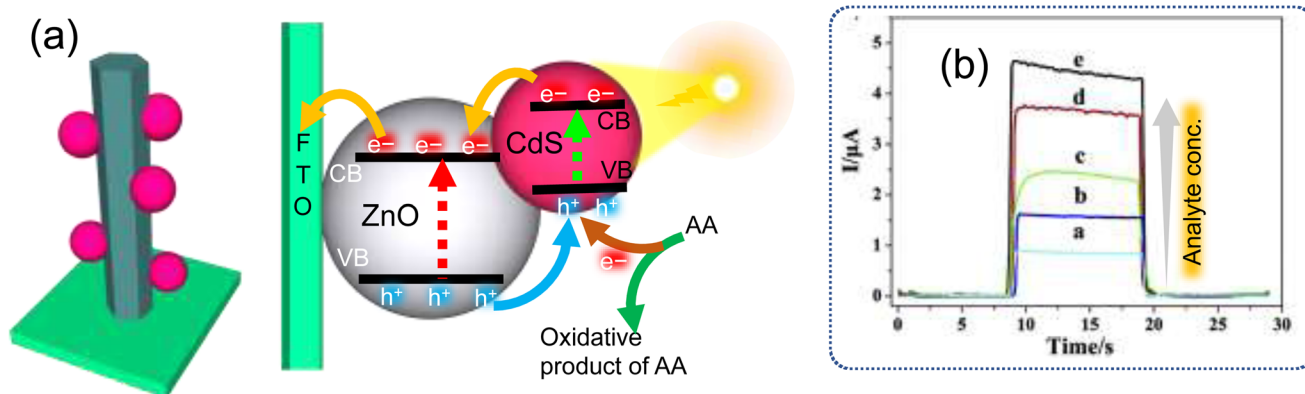 (a)
F
T
O
CB
e− e− e−
ZnO
VB
h+ h+ h+
e− e−
CB
CdS
VB
h+ h+
AA
e−
Oxidative
product of AA
(b)
I/μA
5
4
3
2
1
0
e
d
c
b
a
0 5 10 15 20 25 30
Time/s
Analyte conc.